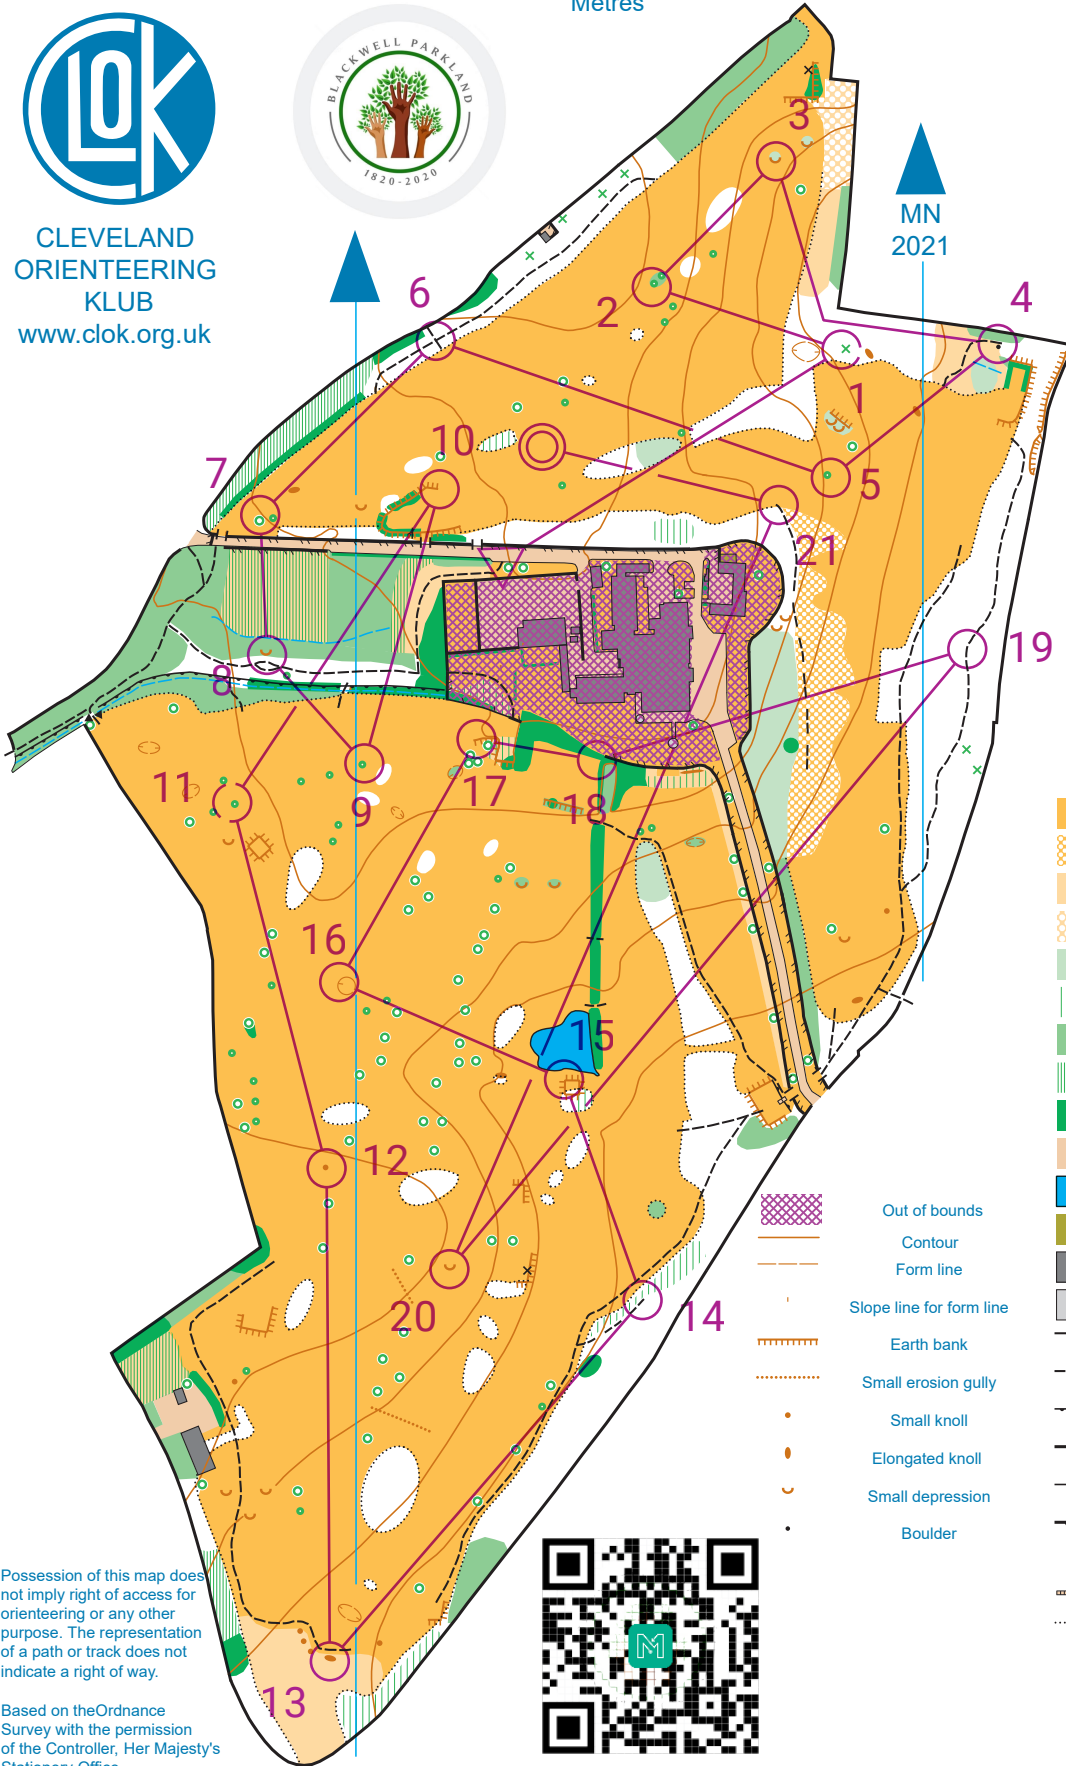 Metres
CLOK
BLACKWELL PARKLAND
1820-2020
CLEVELAND
ORIENTEERING
KLUB
www.clok.org.uk
MN
2021
3
6
2
4
1
10
7
5
21
19
8
11
9
17
18
16
15
12
20
14
13
Out of bounds
Contour
Form line
Slope line for form line
Earth bank
Small erosion gully
Small knoll
Elongated knoll
Small depression
Boulder
Possession of this map does
not imply right of access for
orienteering or any other
purpose. The representation
of a path or track does not
indicate a right of way.
Based on theOrdnance
Survey with the permission
of the Controller, Her Majesty's
Stationery Office